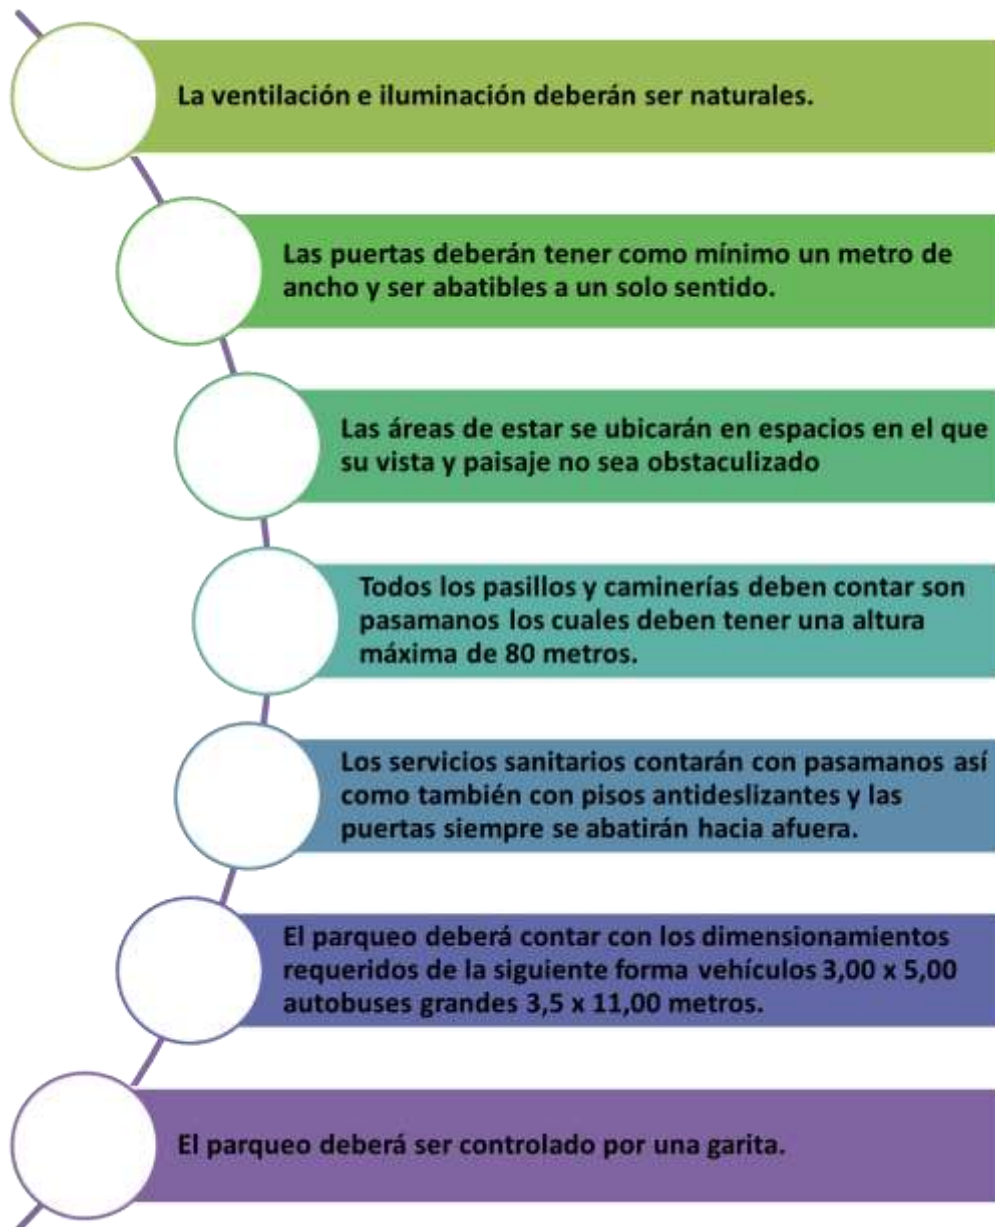 La ventilación e iluminación deberán ser naturales.
Las puertas deberán tener como mínimo un metro de
ancho y ser abatibles a un solo sentido.
Las áreas de estar se ubicarán en espacios en el que
su vista y paisaje no sea obstaculizado
Todos los pasillos y caminerías deben contar son
pasamanos los cuales deben tener una altura
máxima de 80 metros.
Los servicios sanitarios contarán con pasamanos así
como también con pisos antideslizantes y las
puertas siempre se abatirán hacia afuera.
El parqueo deberá contar con los dimensionamientos
requeridos de la siguiente forma vehículos 3,00 x 5,00
autobuses grandes 3,5 x 11,00 metros.
El parqueo deberá ser controlado por una garita.